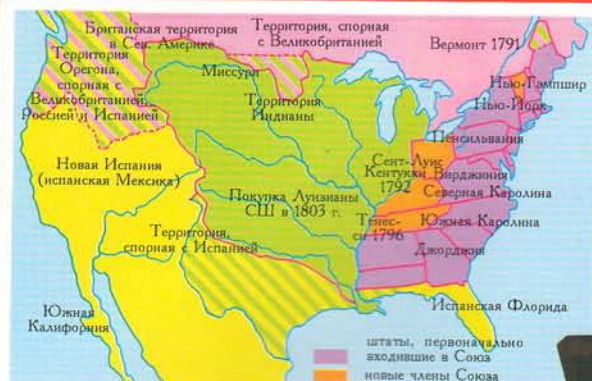 Британская территория
в Сев. Америке
Территория, спорная
с Великобританией
Вермонт 1791
Территория
Орегона,
спорная с
Великобританией,
Россией и Испанией
Миссури
Территория
Индианы
Нью-Гэмпшир
Нью-Йорк
Пенсильвания
Новая Испания
(испанская Мексика)
Сент-Луис
Кентукки
1792
Вирджиния
Северная Каролина
Покупка Луизианы
СШ в 1803 г.
Тенес-
си 1796
Южная Каролина
Территория,
спорная с Испанией
Джорджия
Южная
Калифорния
Испанская Флорида
штаты, первоначально
входившие в Союз
новые члены Союза